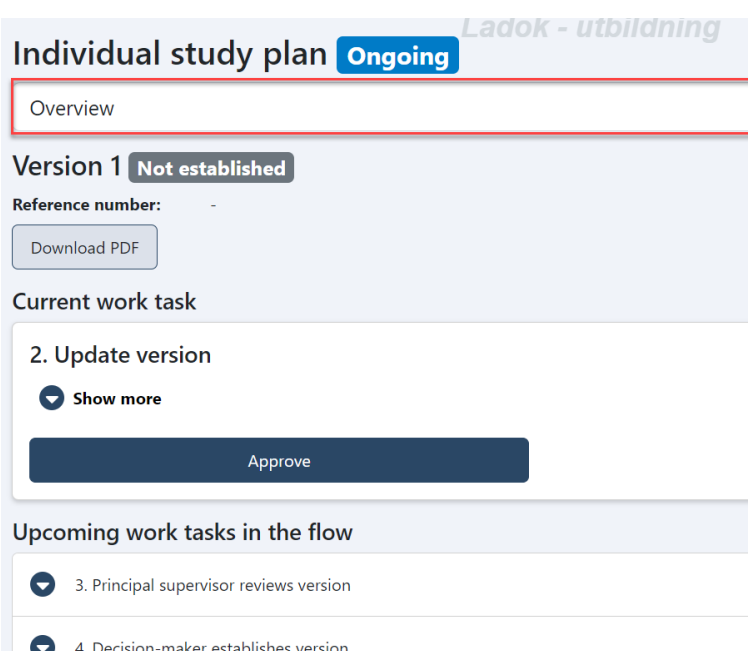 Ladok - utbildning
Individual study plan Ongoing
Overview
Version 1 Not established
Reference number: -
Download PDF
Current work task
2. Update version
Show more
Approve
Upcoming work tasks in the flow
3. Principal supervisor reviews version
4. Decision-maker establishes version